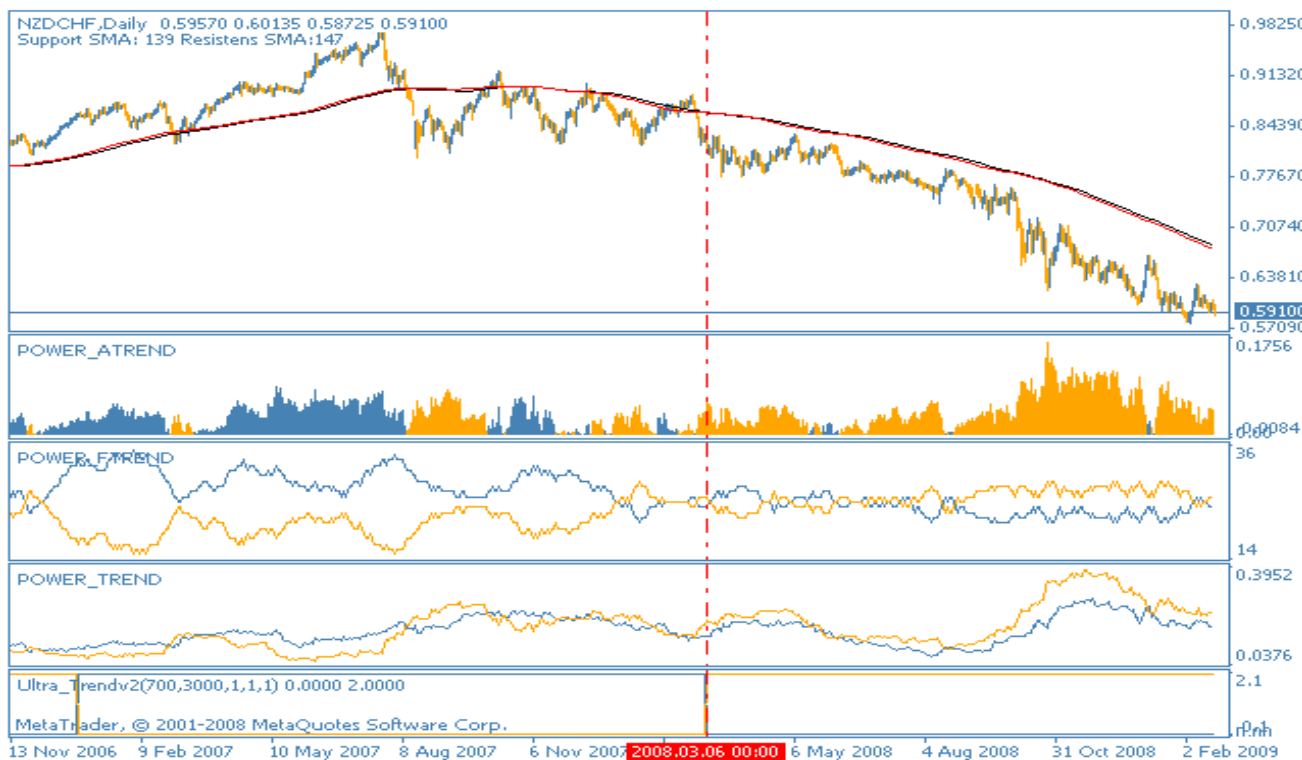 NZDCHF,Daily 0.59570 0.60135 0.58725 0.59100
Support SMA: 139 Resistens SMA:147
0.98250
0.91320
0.84390
0.77670
0.70740
0.63810
0.59100
0.57090
POWER_ATREND
0.1756
0.0084
0.00
POWER_FTREND
36
14
POWER_TREND
0.3952
0.0376
Ultra_Trendv2(700,3000,1,1,1) 0.0000 2.0000
2.1
-0.1
MetaTrader, © 2001-2008 MetaQuotes Software Corp.
13 Nov 2006 9 Feb 2007 10 May 2007 8 Aug 2007 6 Nov 2007 2008.03.06 00:00 6 May 2008 4 Aug 2008 31 Oct 2008 2 Feb 2009